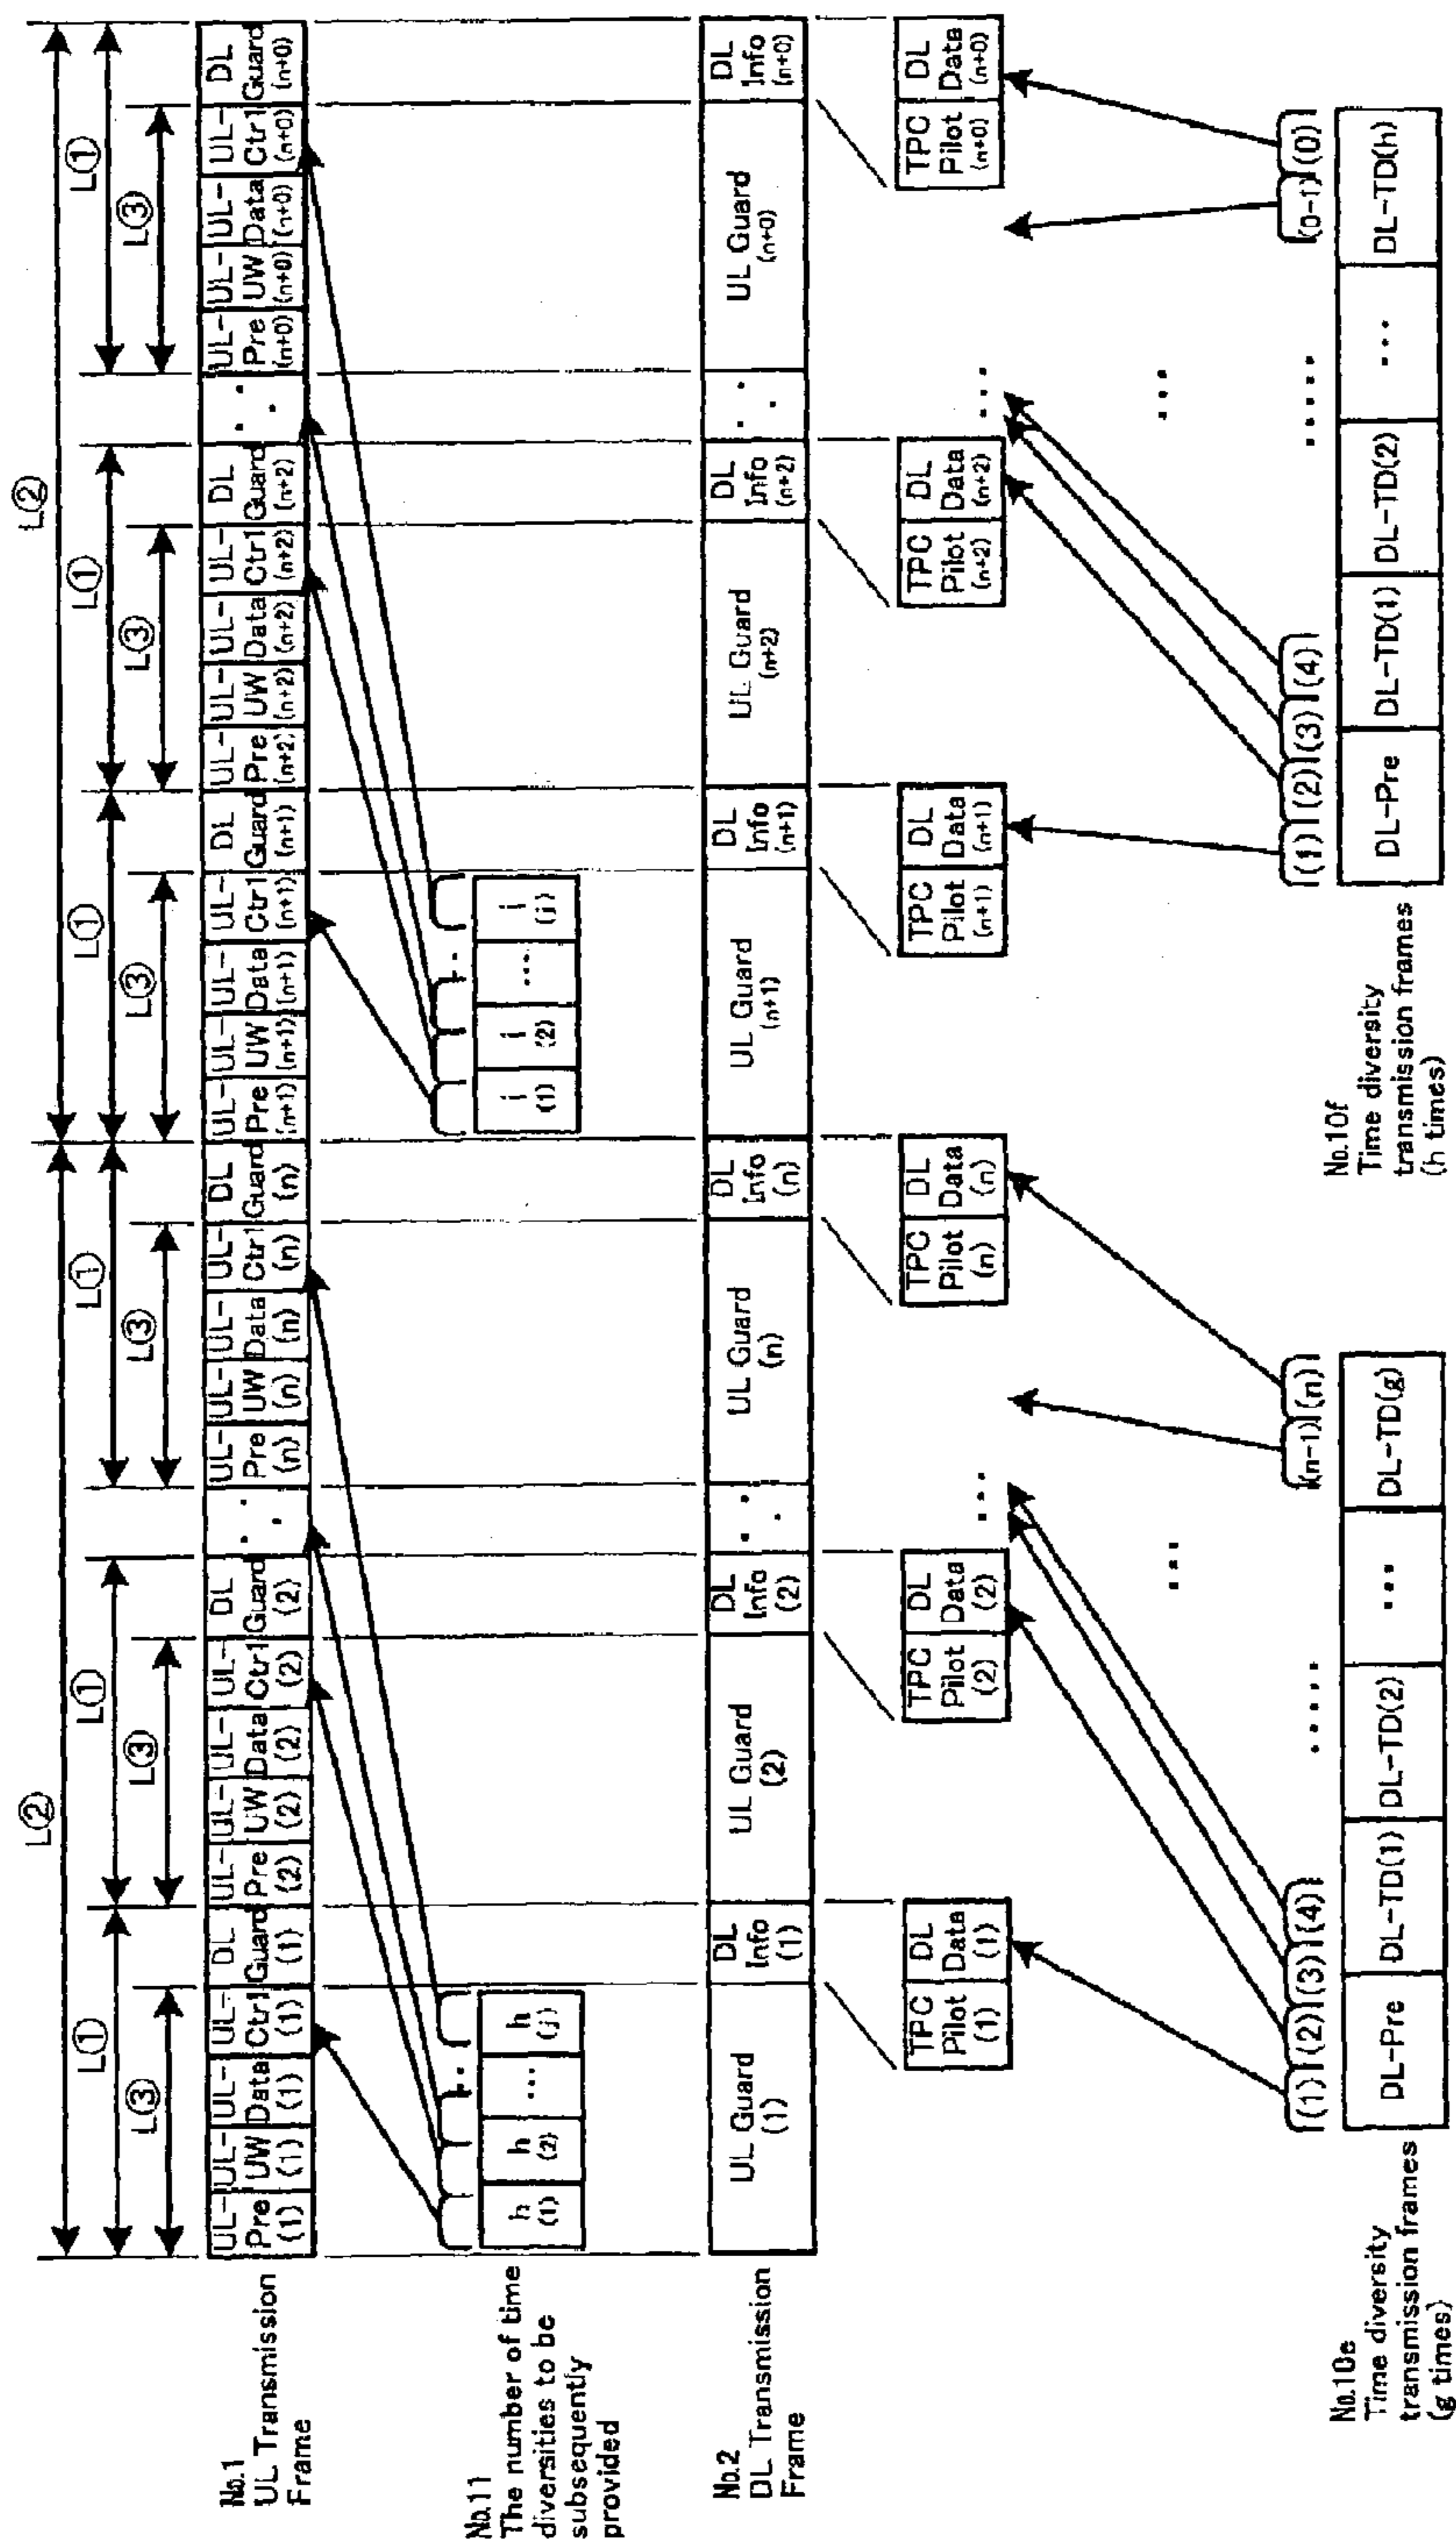 L②
L②
L① L① L① L① L① L①
L③ L③ L③ L③ L③ L③
No.1
UL Transmission
Frame
UL- UL- UL- UL- DL UL- UL- UL- UL- DL . . UL- UL- UL- UL- DL UL- UL- UL- UL- DL UL- UL- UL- UL- DL . . UL- UL- UL- UL- DL
Pre UW Data Ctrl Guard Pre UW Data Ctrl Guard Pre UW Data Ctrl Guard Pre UW Data Ctrl Guard Pre UW Data Ctrl Guard Pre UW Data Ctrl Guard
(1) (1) (1) (1) (1) (2) (2) (2) (2) (2) (n) (n) (n) (n) (n) (n+1) (n+1) (n+1) (n+1) (n+1) (n+2) (n+2) (n+2) (n+2) (n+2) (n+0) (n+0) (n+0) (n+0) (n+0)
No.11
The number of time
diversities to be
subsequently
provided
h h ... h
(1) (2) (j)
i i ... i
(1) (2) (j)
No.2
DL Transmission
Frame
UL Guard DL UL Guard DL . . UL Guard DL UL Guard DL UL Guard DL . . UL Guard DL
(1) Info (2) Info (n) Info (n+1) Info (n+2) Info (n+0) Info
(1) (2) (n) (n+1) (n+2) (n+0)
TPC DL TPC DL ... TPC DL TPC DL TPC DL ... TPC DL
Pilot Data Pilot Data Pilot Data Pilot Data Pilot Data Pilot Data
(1) (1) (2) (2) (n) (n) (n+1) (n+1) (n+2) (n+2) (n+0) (n+0)
... ...
(1) (2) (3) (4) ..... (n-1) (n)
(1) (2) (3) (4) ..... (0-1) (0)
No.10e
Time diversity
transmission frames
(g times)
DL-Pre DL-TD(1) DL-TD(2) ... DL-TD(g)
No.10f
Time diversity
transmission frames
(h times)
DL-Pre DL-TD(1) DL-TD(2) ... DL-TD(h)